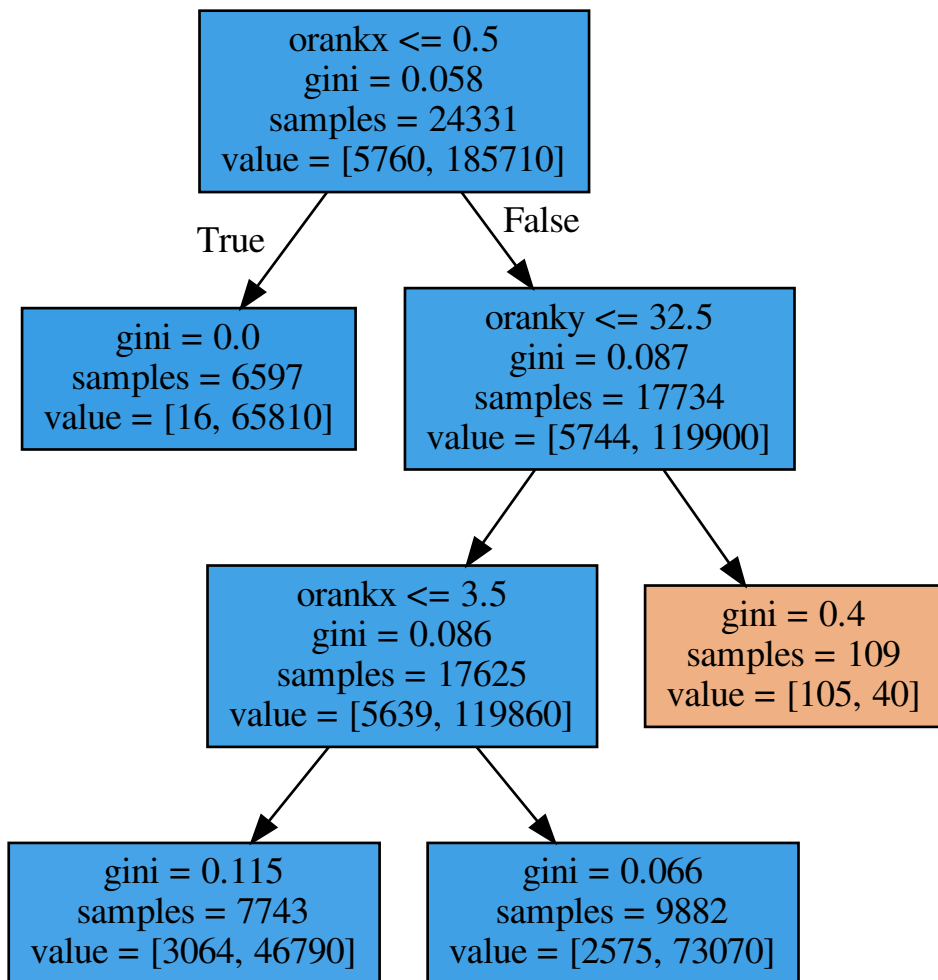 orankx <= 0.5
gini = 0.058
samples = 24331
value = [5760, 185710]
True
False
gini = 0.0
samples = 6597
value = [16, 65810]
oranky <= 32.5
gini = 0.087
samples = 17734
value = [5744, 119900]
orankx <= 3.5
gini = 0.086
samples = 17625
value = [5639, 119860]
gini = 0.4
samples = 109
value = [105, 40]
gini = 0.115
samples = 7743
value = [3064, 46790]
gini = 0.066
samples = 9882
value = [2575, 73070]